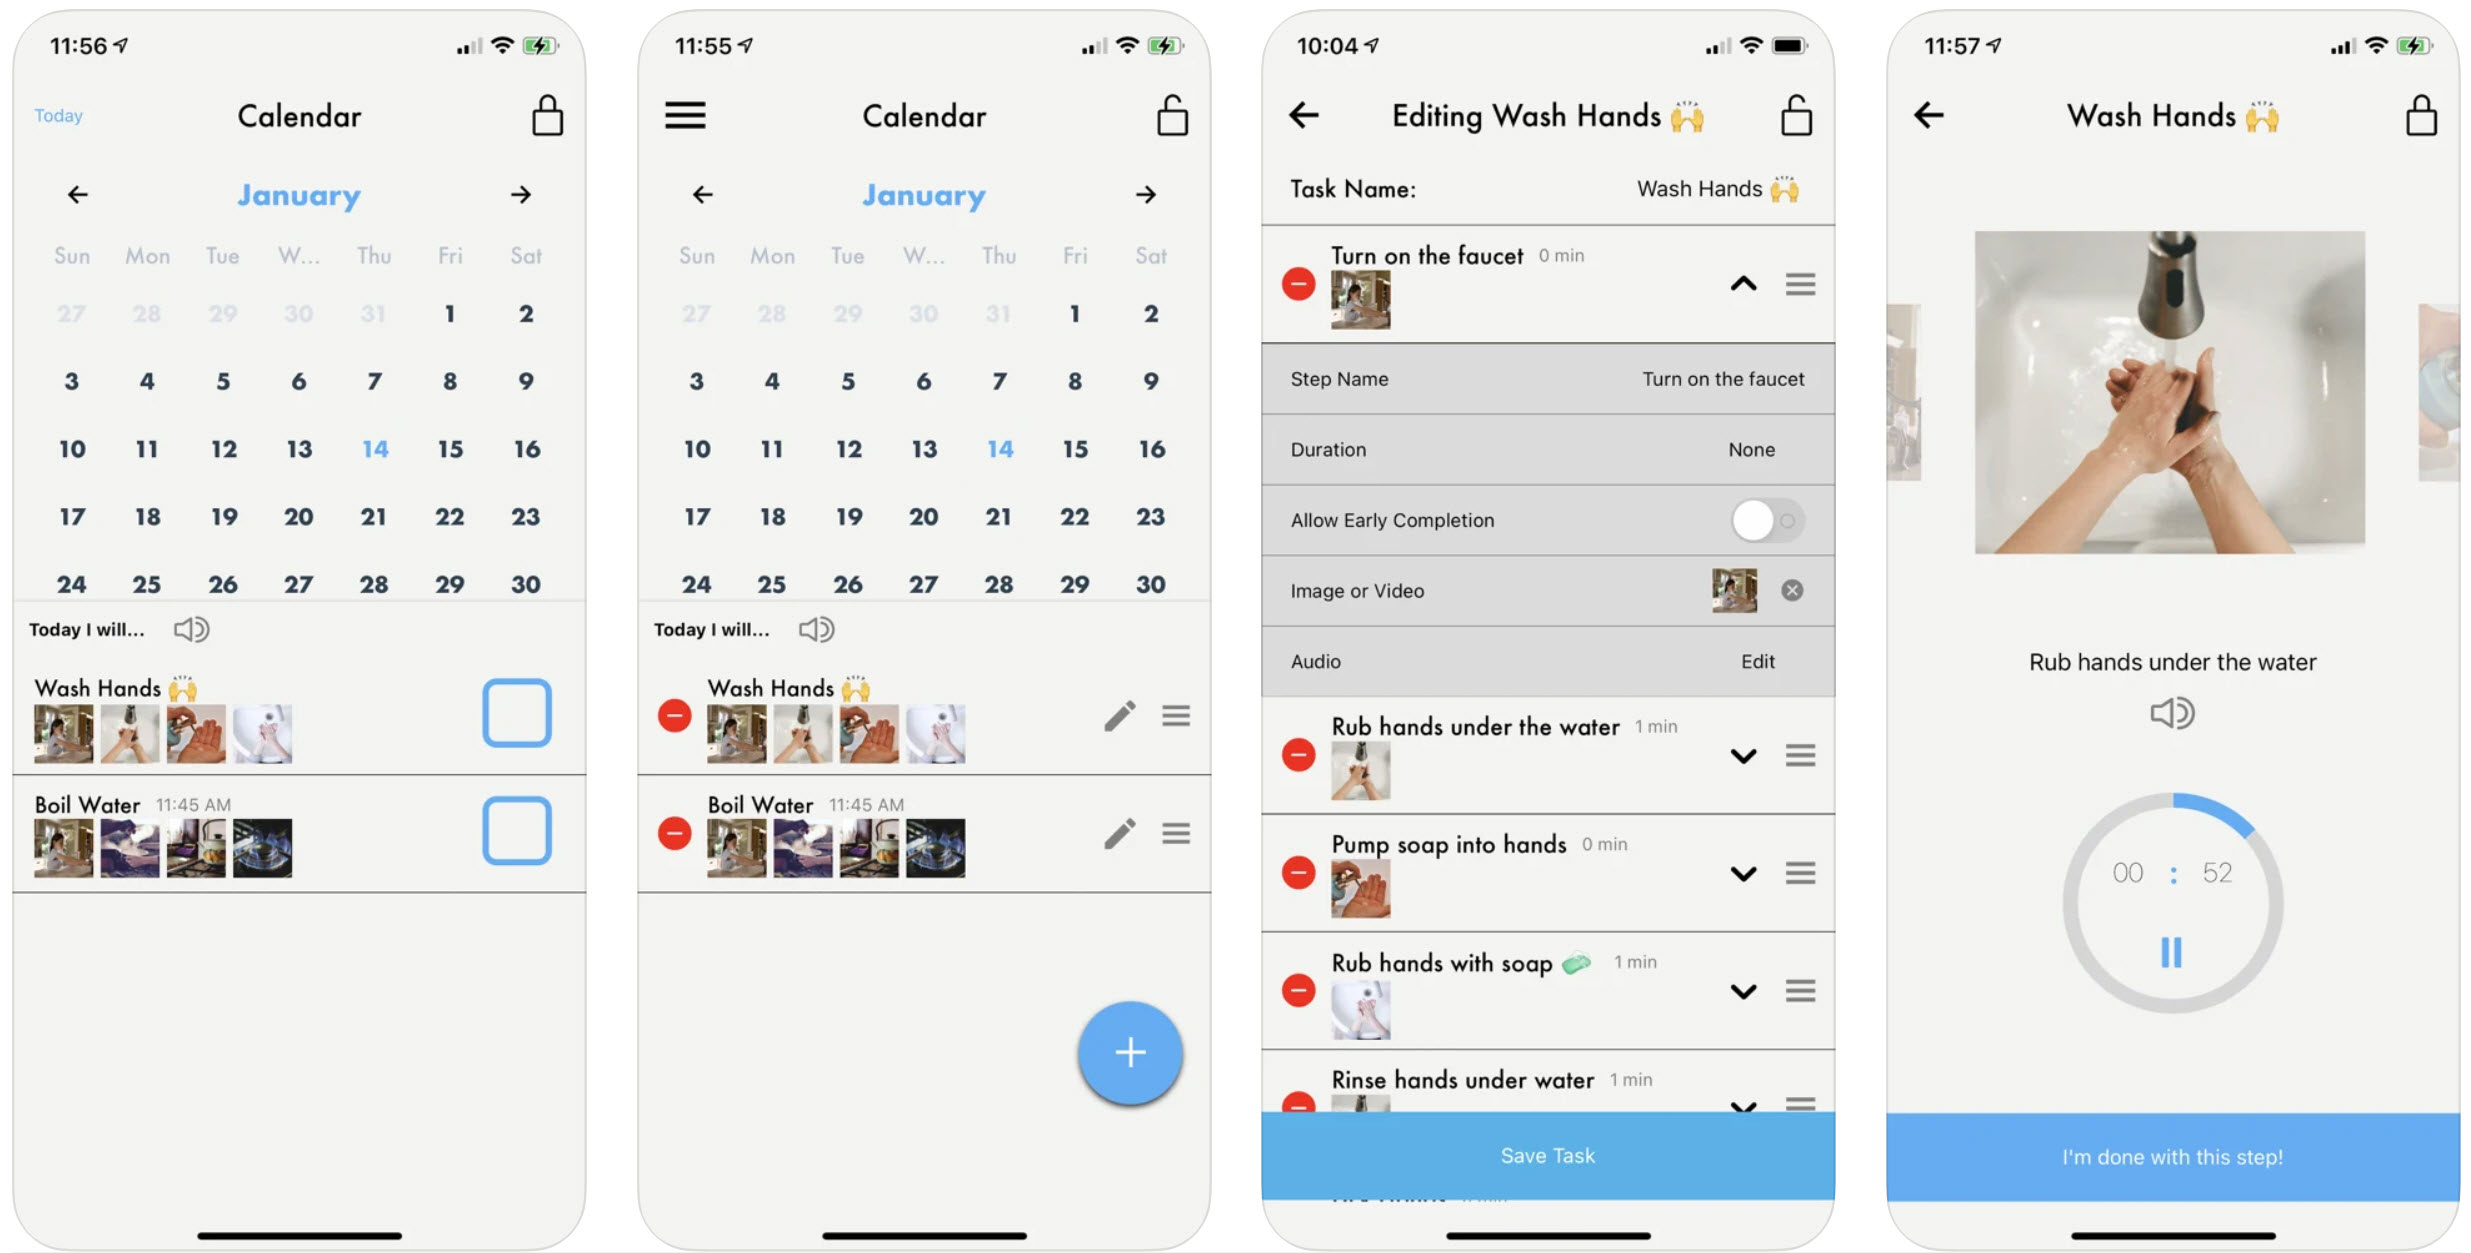 11:56
Today
Calendar
January
Sun Mon Tue W... Thu Fri Sat
27 28 29 30 31 1 2
3 4 5 6 7 8 9
10 11 12 13 14 15 16
17 18 19 20 21 22 23
24 25 26 27 28 29 30
Today I will...
Wash Hands 🙌
Boil Water 11:45 AM
11:55
Calendar
January
Sun Mon Tue W... Thu Fri Sat
27 28 29 30 31 1 2
3 4 5 6 7 8 9
10 11 12 13 14 15 16
17 18 19 20 21 22 23
24 25 26 27 28 29 30
Today I will...
Wash Hands 🙌
Boil Water 11:45 AM
10:04
Editing Wash Hands 🙌
Task Name: Wash Hands 🙌
Turn on the faucet 0 min
Step Name Turn on the faucet
Duration None
Allow Early Completion
Image or Video
Audio Edit
Rub hands under the water 1 min
Pump soap into hands 0 min
Rub hands with soap 🧼 1 min
Rinse hands under water 1 min
Save Task
11:57
Wash Hands 🙌
Rub hands under the water
00 : 52
I'm done with this step!